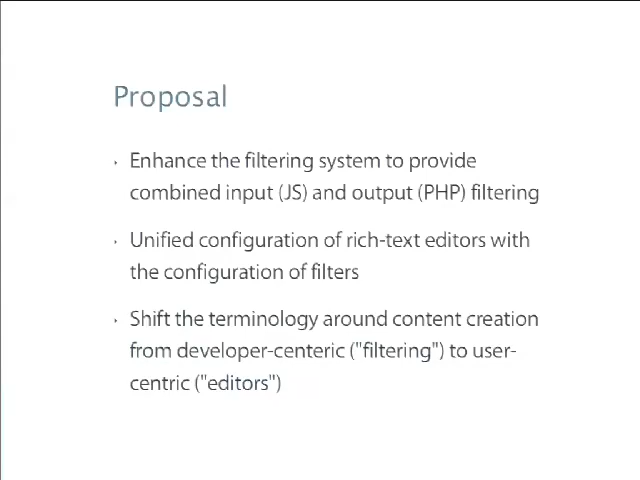 Proposal
Enhance the filtering system to provide
combined input (JS) and output (PHP) filtering
Unified configuration of rich-text editors with
the configuration of filters
Shift the terminology around content creation
from developer-centeric ("filtering") to user-
centric ("editors")